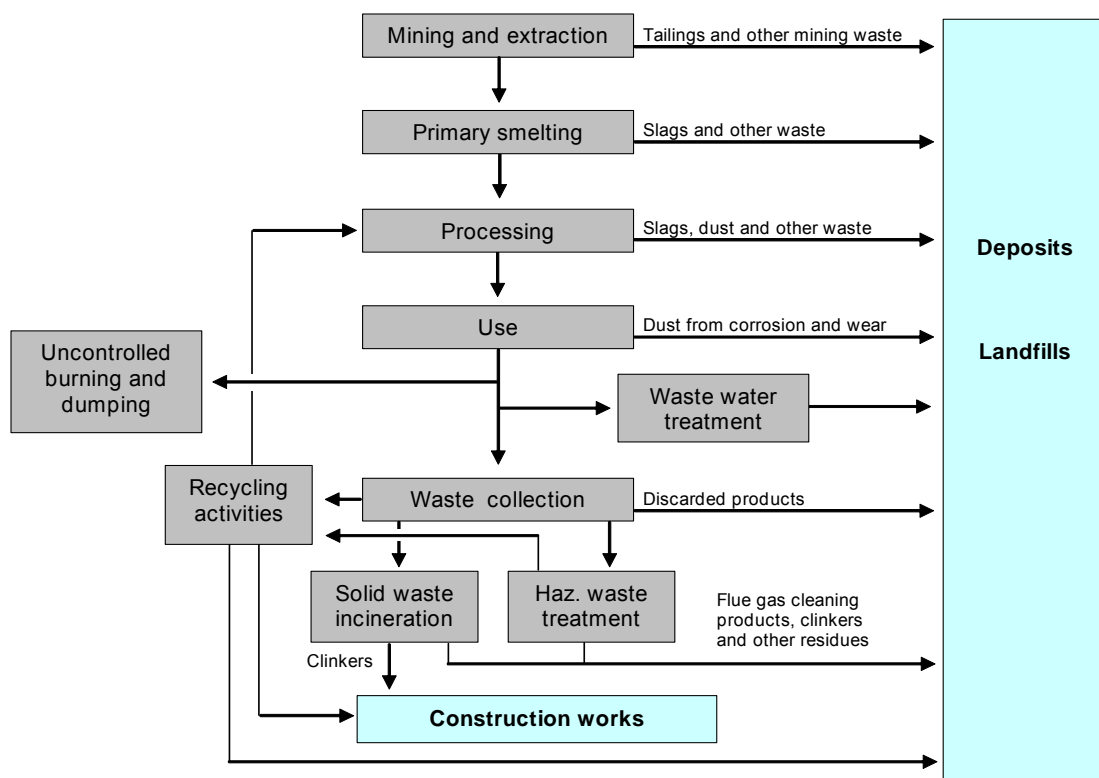 Mining and extraction
Tailings and other mining waste
Primary smelting
Slags and other waste
Processing
Slags, dust and other waste
Deposits
Use
Dust from corrosion and wear
Landfills
Uncontrolled
burning and
dumping
Waste water
treatment
Recycling
activities
Waste collection
Discarded products
Solid waste
incineration
Haz. waste
treatment
Flue gas cleaning
products, clinkers
and other residues
Clinkers
Construction works